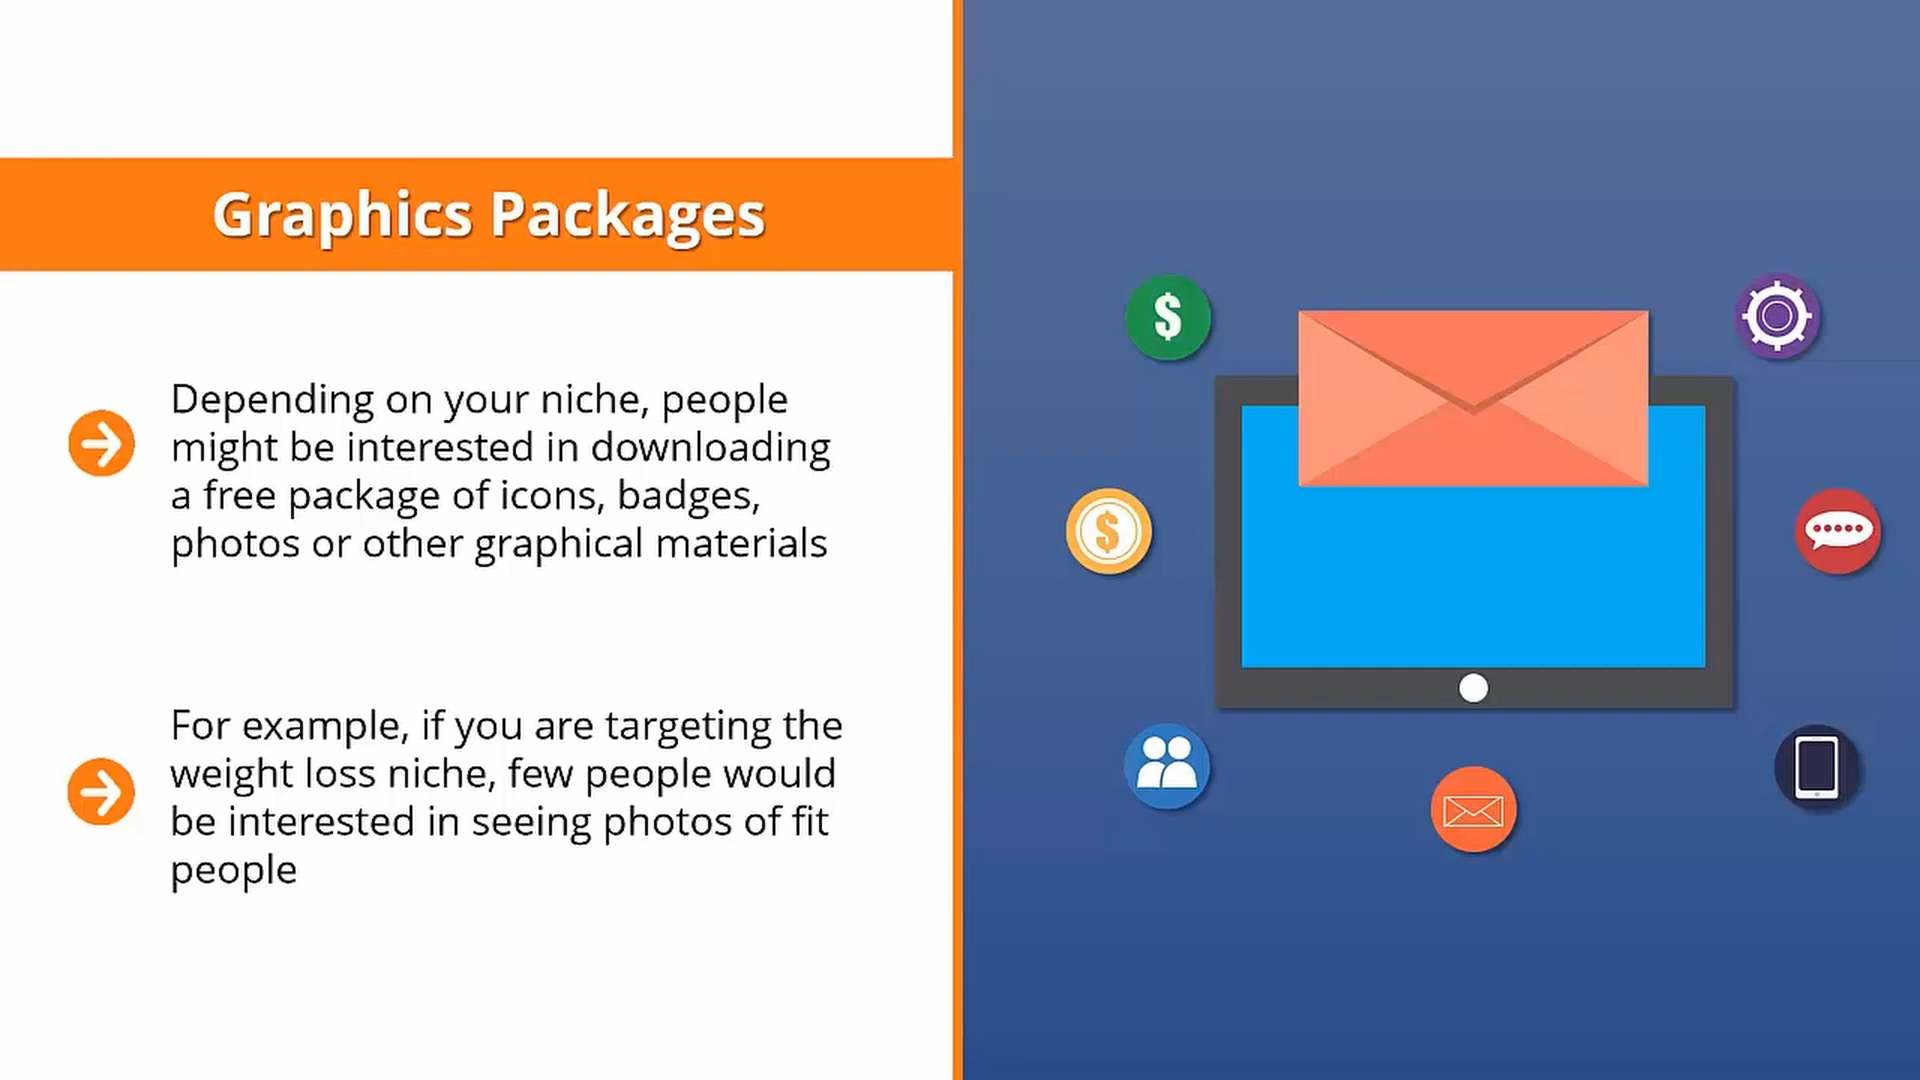 Graphics Packages
Depending on your niche, people
might be interested in downloading
a free package of icons, badges,
photos or other graphical materials
For example, if you are targeting the
weight loss niche, few people would
be interested in seeing photos of fit
people
$
$